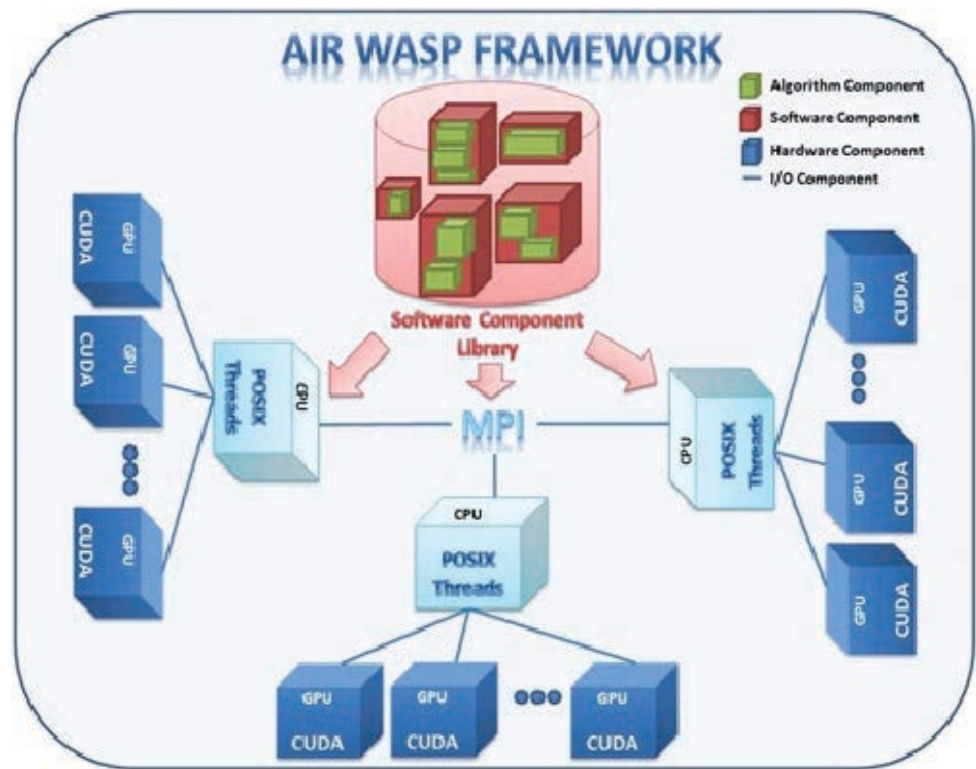 AIR WASP FRAMEWORK
Algorithm Component
Software Component
Hardware Component
I/O Component
Software Component
Library
GPU
CUDA
GPU
CUDA
GPU
CUDA
CPU
POSIX
Threads
MPI
CPU
POSIX
Threads
CPU
POSIX
Threads
GPU
CUDA
GPU
CUDA
GPU
CUDA
GPU
CUDA
GPU
CUDA
GPU
CUDA